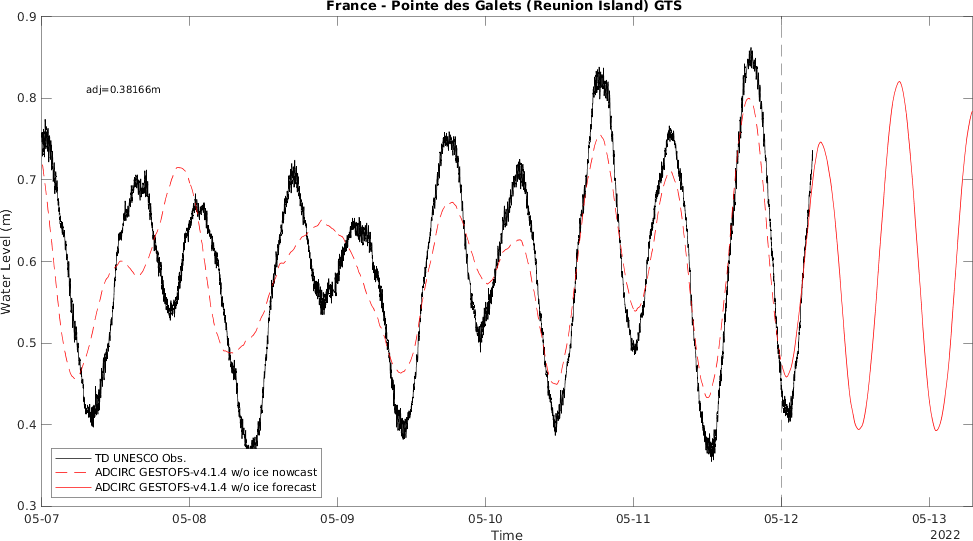 France - Pointe des Galets (Reunion Island) GTS
0.9
0.8
0.7
0.6
0.5
0.4
0.3
Water Level (m)
adj=0.38166m
TD UNESCO Obs.
ADCIRC GESTOFS-v4.1.4 w/o ice nowcast
ADCIRC GESTOFS-v4.1.4 w/o ice forecast
05-07 05-08 05-09 05-10 05-11 05-12 05-13
Time
2022